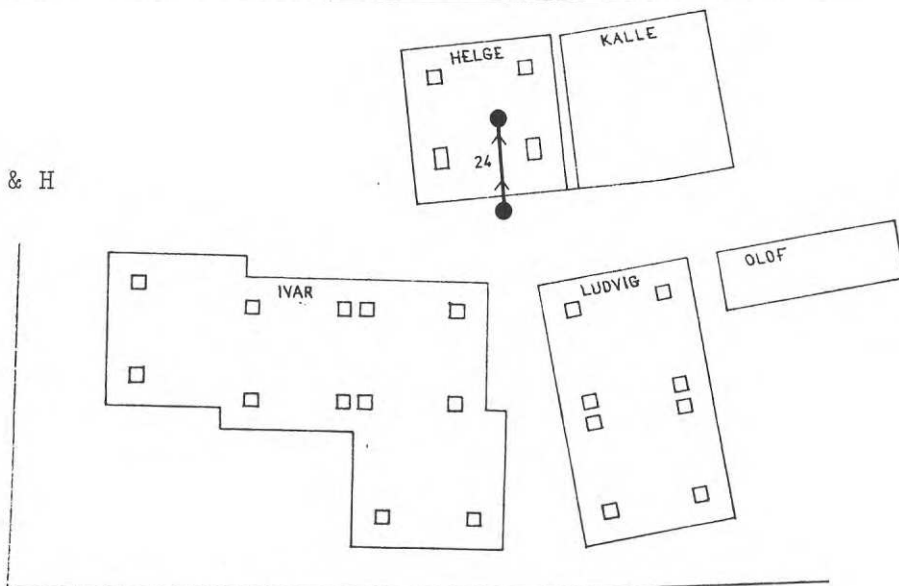 KALLE
HELGE
24
& H
OLOF
LUDVIG
IVAR